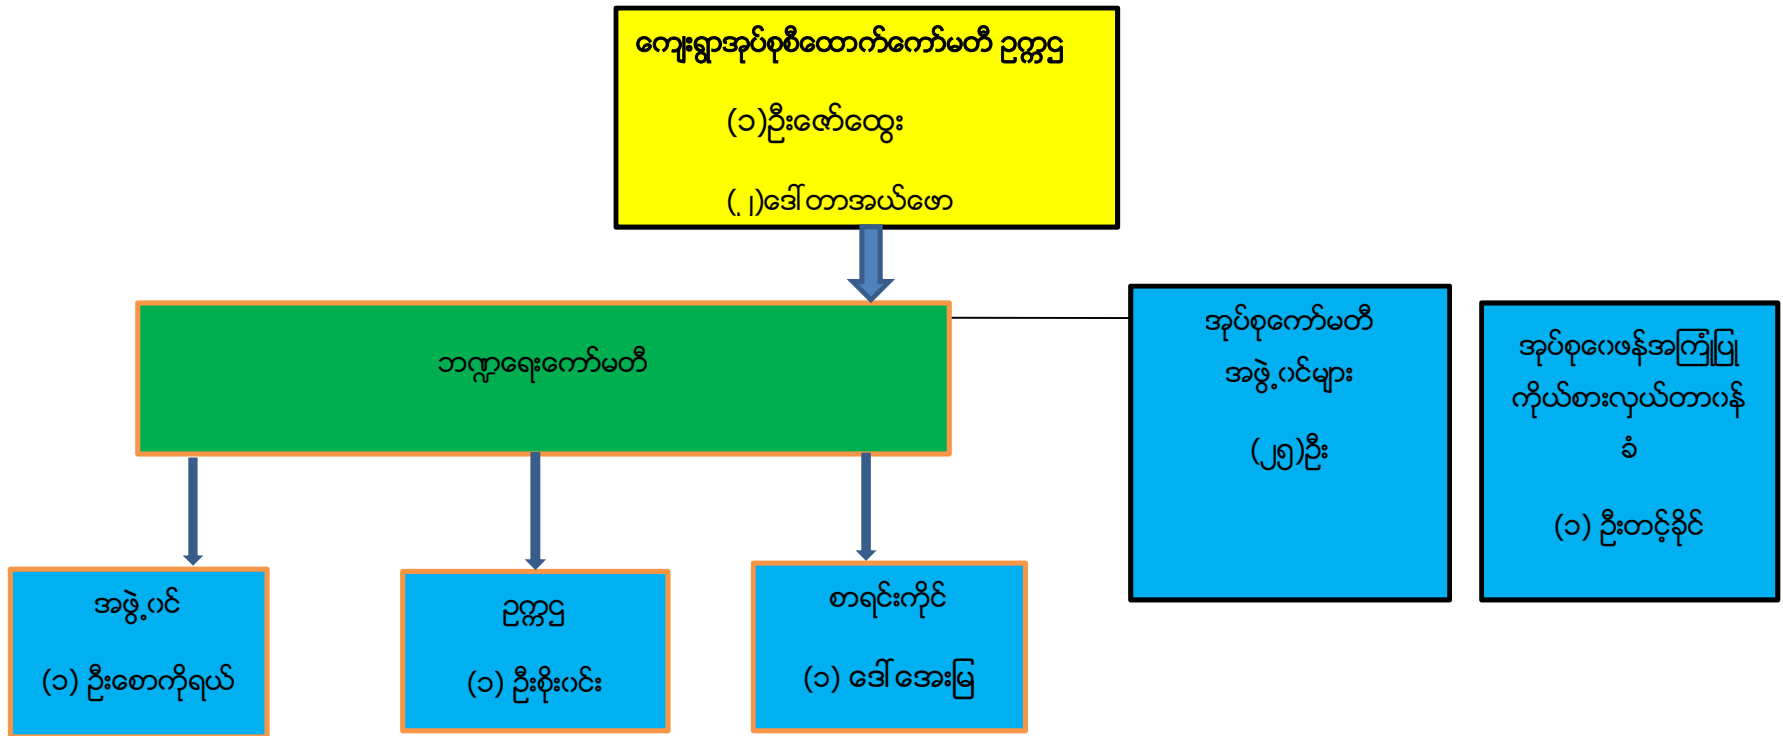 ကျေးရွာအုပ်စုစီထောက်ကော်မတီ ဥက္ကဌ
(၁)ဦးဇော်ထွေး
(၂)ဒေါ်တာအယ်ဖော
ဘဏ္ဍရေးကော်မတီ
အုပ်စုကော်မတီ
အဖွဲ့ဝင်များ
(၂၅)ဦး
အုပ်စုဝေဖန်အကြုံပြု
ကိုယ်စားလှယ်တာဝန်
ခံ
(၁) ဦးတင့်ခိုင်
အဖွဲ့ဝင်
(၁) ဦးစောကိုရယ်
ဥက္ကဌ
(၁) ဦးစိုးဝင်း
စာရင်းကိုင်
(၁) ဒေါ်အေးမြ